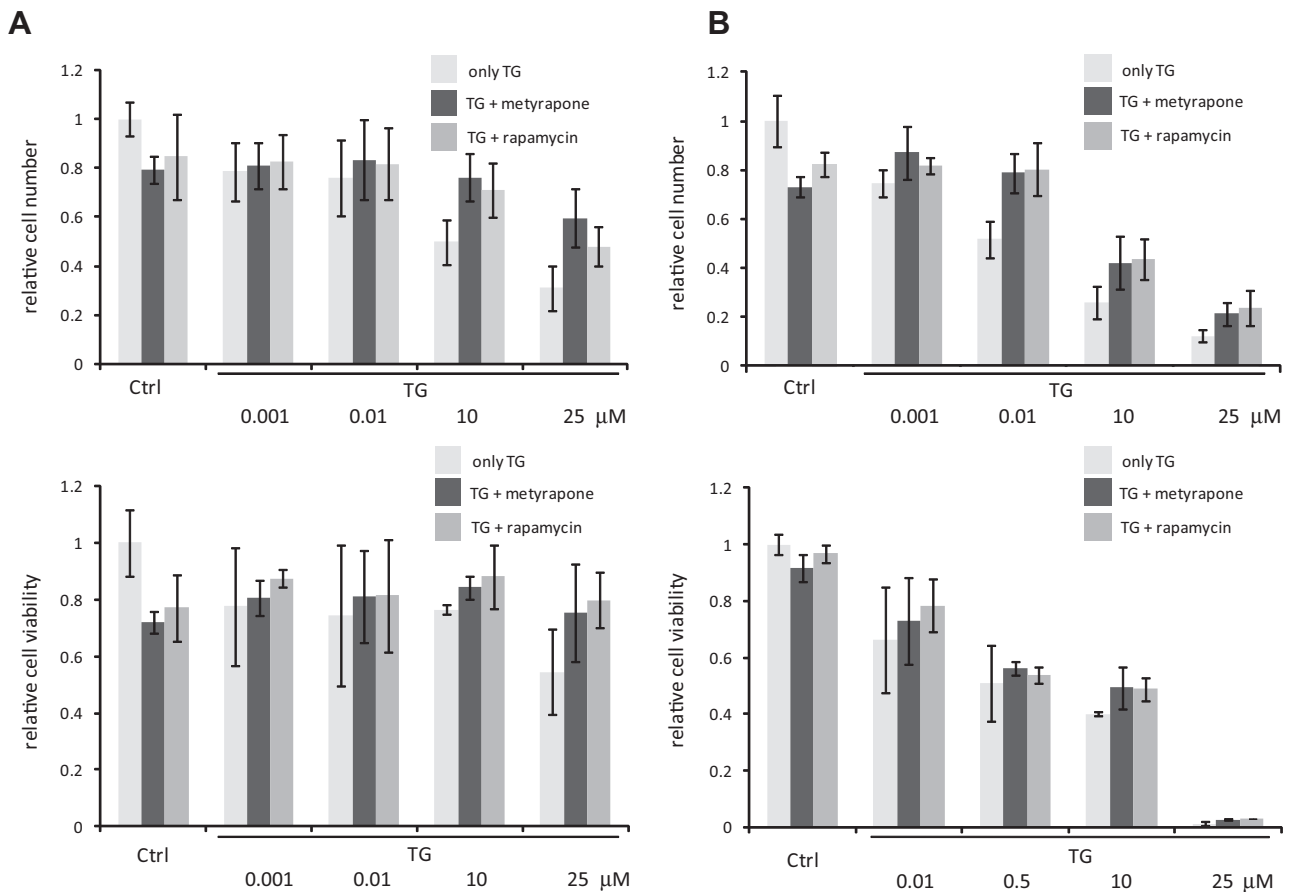 A
only TG
TG + metyrapone
TG + rapamycin
relative cell number
1.2
1
0.8
0.6
0.4
0.2
0
Ctrl
TG
0.001 0.01 10 25 μM
B
only TG
TG + metyrapone
TG + rapamycin
relative cell number
1.2
1
0.8
0.6
0.4
0.2
0
Ctrl
TG
0.001 0.01 10 25 μM
only TG
TG + metyrapone
TG + rapamycin
relative cell viability
1.2
1
0.8
0.6
0.4
0.2
0
Ctrl
TG
0.001 0.01 10 25 μM
only TG
TG + metyrapone
TG + rapamycin
relative cell viability
1.2
1
0.8
0.6
0.4
0.2
0
Ctrl
TG
0.01 0.5 10 25 μM